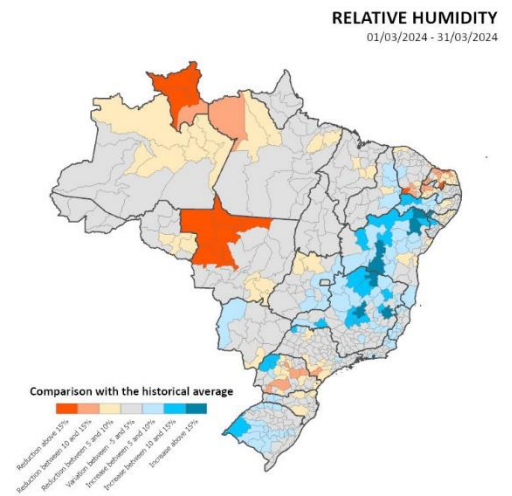 RELATIVE HUMIDITY
01/03/2024 - 31/03/2024
Comparison with the historical average
Reduction above 15%
Reduction between 10 and 15%
Reduction between 5 and 10%
Variation between -5 and 5%
Increase between 5 and 10%
Increase between 10 and 15%
Increase above 15%